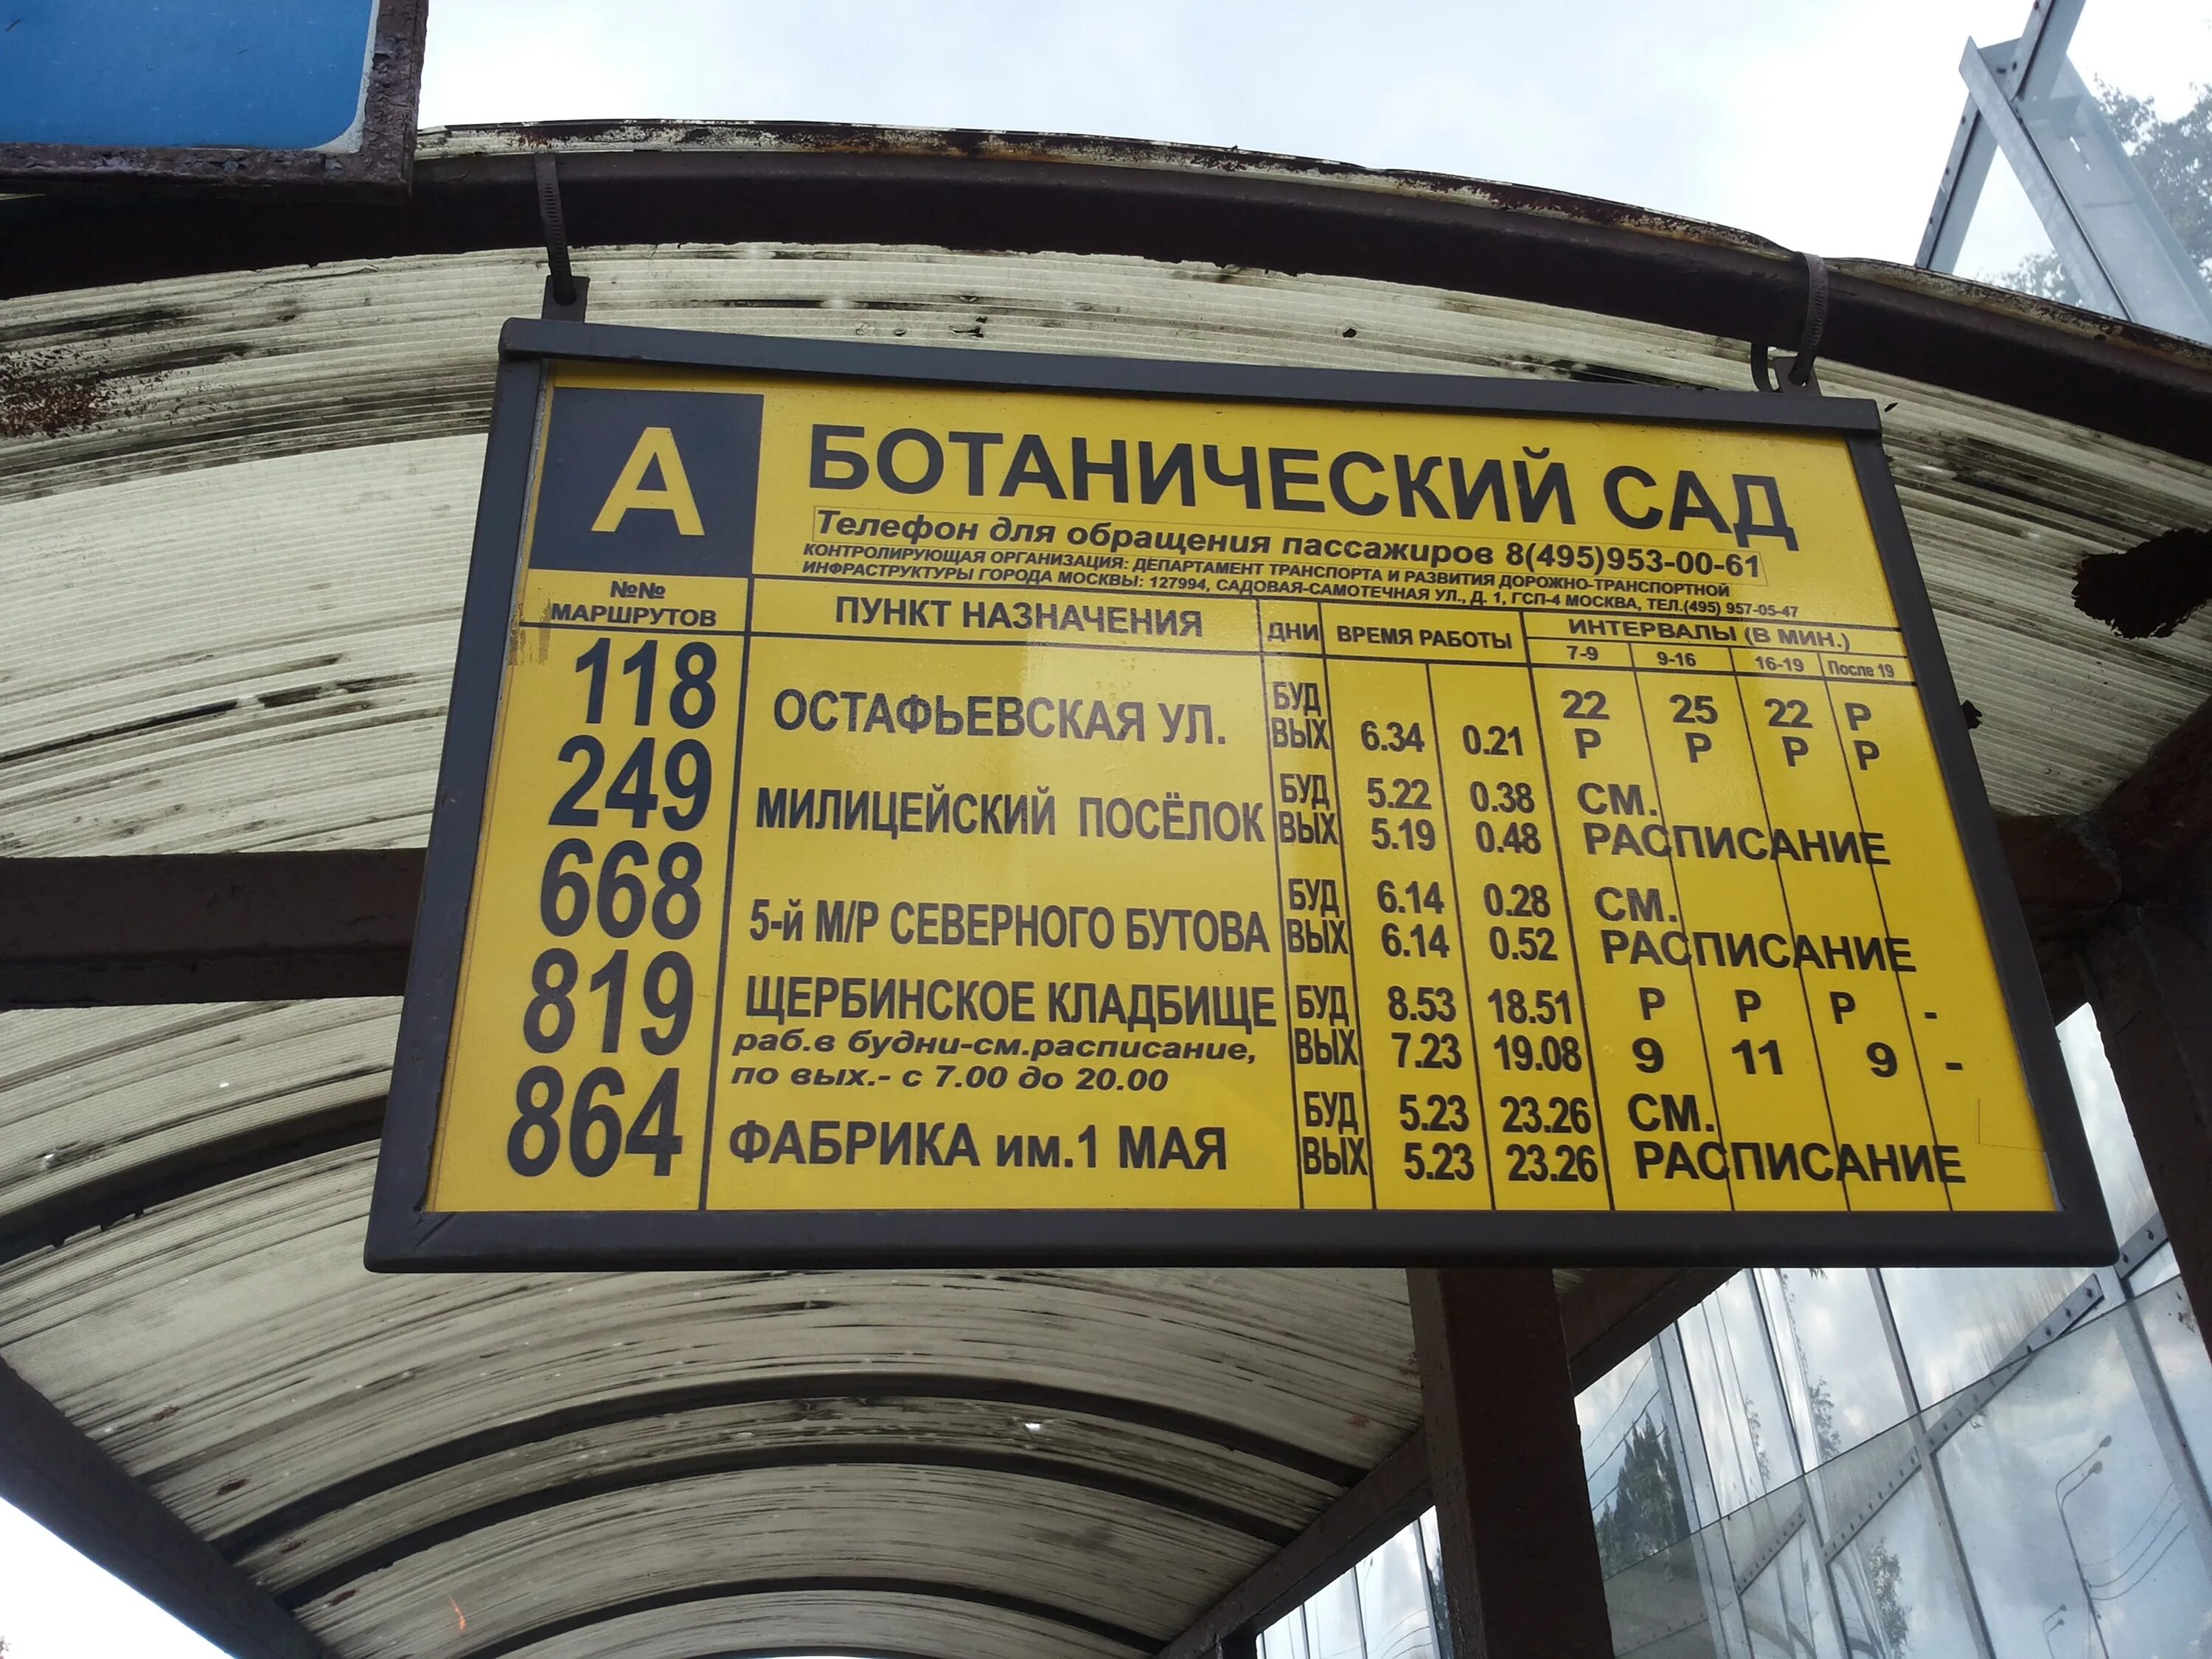 А
БОТАНИЧЕСКИЙ САД
Телефон для обращения пассажиров 8(495)953-00-61
КОНТРОЛИРУЮЩАЯ ОРГАНИЗАЦИЯ: ДЕПАРТАМЕНТ ТРАНСПОРТА И РАЗВИТИЯ ДОРОЖНО-ТРАНСПОРТНОЙ
ИНФРАСТРУКТУРЫ ГОРОДА МОСКВЫ: 127994, САДОВАЯ-САМОТЕЧНАЯ УЛ., Д. 1, ГСП-4 МОСКВА, ТЕЛ.(495) 957-05-47
№№
МАРШРУТОВ ПУНКТ НАЗНАЧЕНИЯ ДНИ ВРЕМЯ РАБОТЫ ИНТЕРВАЛЫ (В МИН.)
7-9 9-16 16-19 После 19
118 ОСТАФЬЕВСКАЯ УЛ. БУД 22 25 22 Р
ВЫХ 6.34 0.21 Р Р Р Р
249 МИЛИЦЕЙСКИЙ ПОСЁЛОК БУД 5.22 0.38 СМ.
ВЫХ 5.19 0.48 РАСПИСАНИЕ
668 5-й М/Р СЕВЕРНОГО БУТОВА БУД 6.14 0.28 СМ.
ВЫХ 6.14 0.52 РАСПИСАНИЕ
819 ЩЕРБИНСКОЕ КЛАДБИЩЕ БУД 8.53 18.51 Р Р Р -
раб.в будни-см.расписание, ВЫХ 7.23 19.08 9 11 9 -
по вых.- с 7.00 до 20.00
864 ФАБРИКА им.1 МАЯ БУД 5.23 23.26 СМ.
ВЫХ 5.23 23.26 РАСПИСАНИЕ